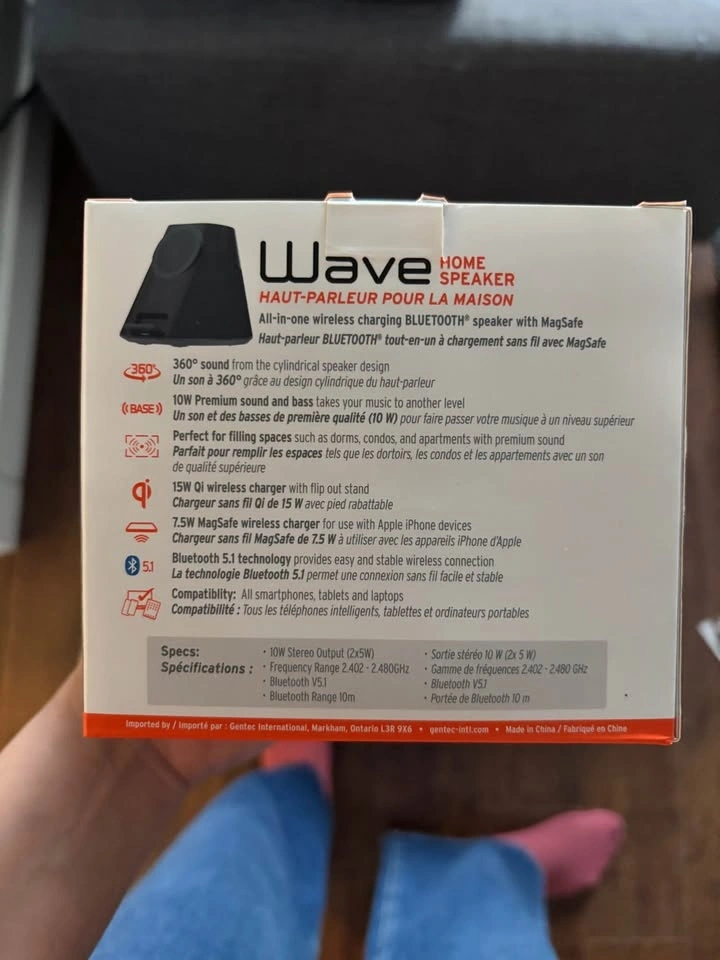 Wave HOME SPEAKER
HAUT-PARLEUR POUR LA MAISON
All-in-one wireless charging BLUETOOTH® speaker with MagSafe
Haut-parleur BLUETOOTH® tout-en-un à chargement sans fil avec MagSafe
360°
360° sound from the cylindrical speaker design
Un son à 360° grâce au design cylindrique du haut-parleur
(BASE)
10W Premium sound and bass takes your music to another level
Un son et des basses de première qualité (10 W) pour faire passer votre musique à un niveau supérieur
Perfect for filling spaces such as dorms, condos, and apartments with premium sound
Parfait pour remplir les espaces tels que les dortoirs, les condos et les appartements avec un son
de qualité supérieure
qi
15W Qi wireless charger with flip out stand
Chargeur sans fil Qi de 15 W avec pied rabattable
7.5W MagSafe wireless charger for use with Apple iPhone devices
Chargeur sans fil MagSafe de 7.5 W à utiliser avec les appareils iPhone d'Apple
5.1
Bluetooth 5.1 technology provides easy and stable wireless connection
La technologie Bluetooth 5.1 permet une connexion sans fil facile et stable
Compatiblity: All smartphones, tablets and laptops
Compatibilité : Tous les téléphones intelligents, tablettes et ordinateurs portables
Specs:
Spécifications :
• 10W Stereo Output (2x5W)
• Frequency Range 2.402 - 2.480GHz
• Bluetooth V5.1
• Bluetooth Range 10m
• Sortie stéréo 10 W (2x 5 W)
• Gamme de fréquences 2.402 - 2.480 GHz
• Bluetooth V5.1
• Portée de Bluetooth 10 m
Imported by / Importé par : Gentec International, Markham, Ontario L3R 9X6 • gentec-intl.com • Made in China / Fabriqué en Chine